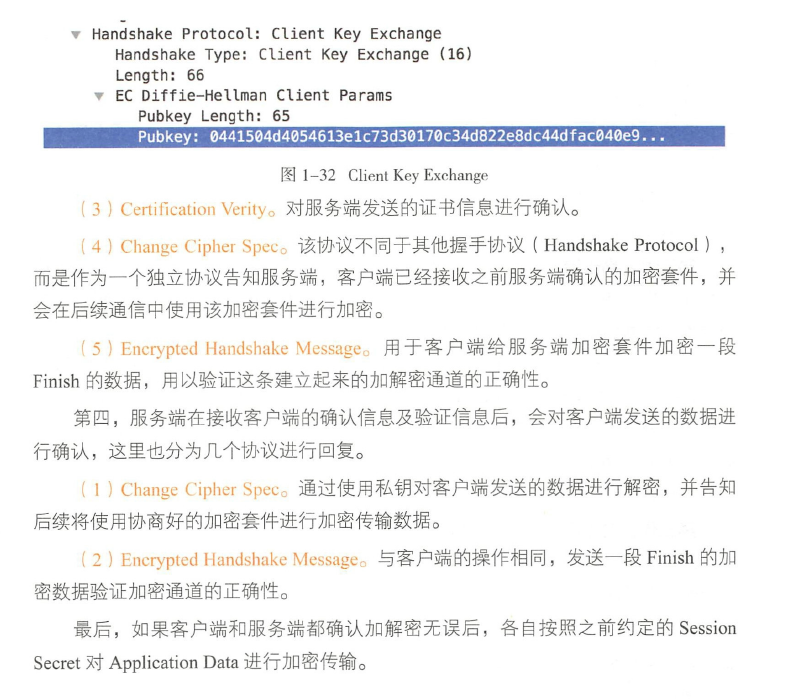 Handshake Protocol: Client Key Exchange
Handshake Type: Client Key Exchange (16)
Length: 66
EC Diffie-Hellman Client Params
Pubkey Length: 65
Pubkey: 0441504d4054613e1c73d30170c34d822e8dc44dfac040e9...
图 1-32 Client Key Exchange
（3）Certification Verity。对服务端发送的证书信息进行确认。
（4）Change Cipher Spec。该协议不同于其他握手协议（Handshake Protocol），
而是作为一个独立协议告知服务端，客户端已经接收之前服务端确认的加密套件，并
会在后续通信中使用该加密套件进行加密。
（5）Encrypted Handshake Message。用于客户端给服务端加密套件加密一段
Finish 的数据，用以验证这条建立起来的加解密通道的正确性。
第四，服务端在接收客户端的确认信息及验证信息后，会对客户端发送的数据进
行确认，这里也分为几个协议进行回复。
（1）Change Cipher Spec。通过使用私钥对客户端发送的数据进行解密，并告知
后续将使用协商好的加密套件进行加密传输数据。
（2）Encrypted Handshake Message。与客户端的操作相同，发送一段 Finish 的加
密数据验证加密通道的正确性。
最后，如果客户端和服务端都确认加解密无误后，各自按照之前约定的 Session
Secret 对 Application Data 进行加密传输。